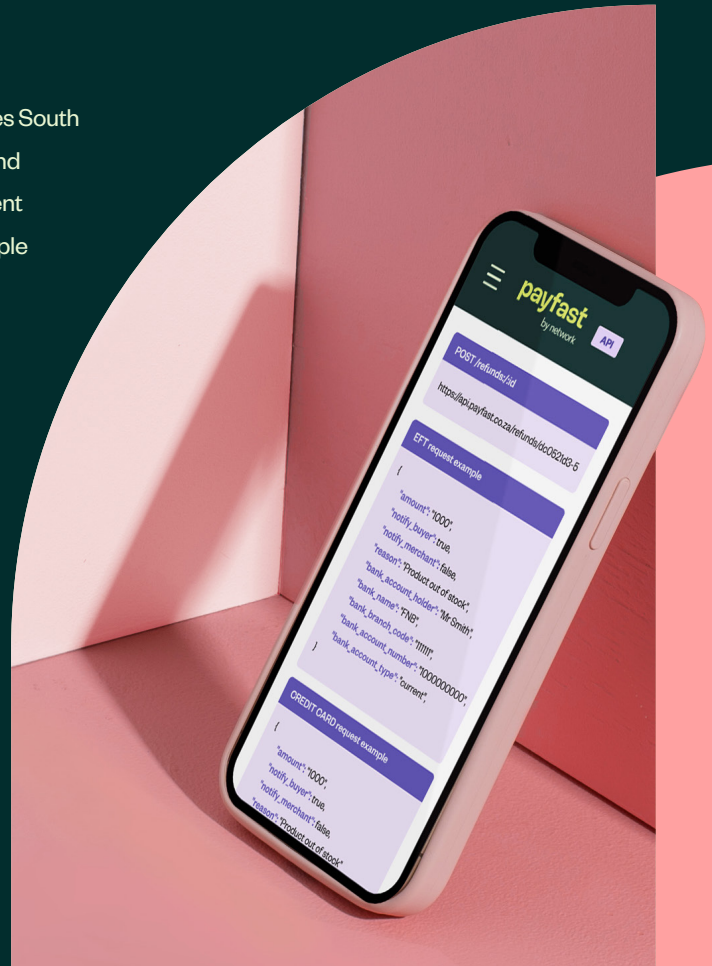 es South
nd
ent
ple
payfast
by network
API
POST /refunds/:id
https://api.payfast.co.za/refunds/dc0521d3-5
EFT request example
{
"amount": "1000",
"notify_buyer": true,
"notify_merchant": false,
"reason": "Product out of stock",
"bank_account_holder": "Mr Smith",
"bank_name": "FNB",
"bank_branch_code": "11111",
"bank_account_number": "1000000000",
"bank_account_type": "current",
}
CREDIT CARD request example
{
"amount": "1000",
"notify_buyer": true,
"notify_merchant": false,
"reason": "Product out of stock"